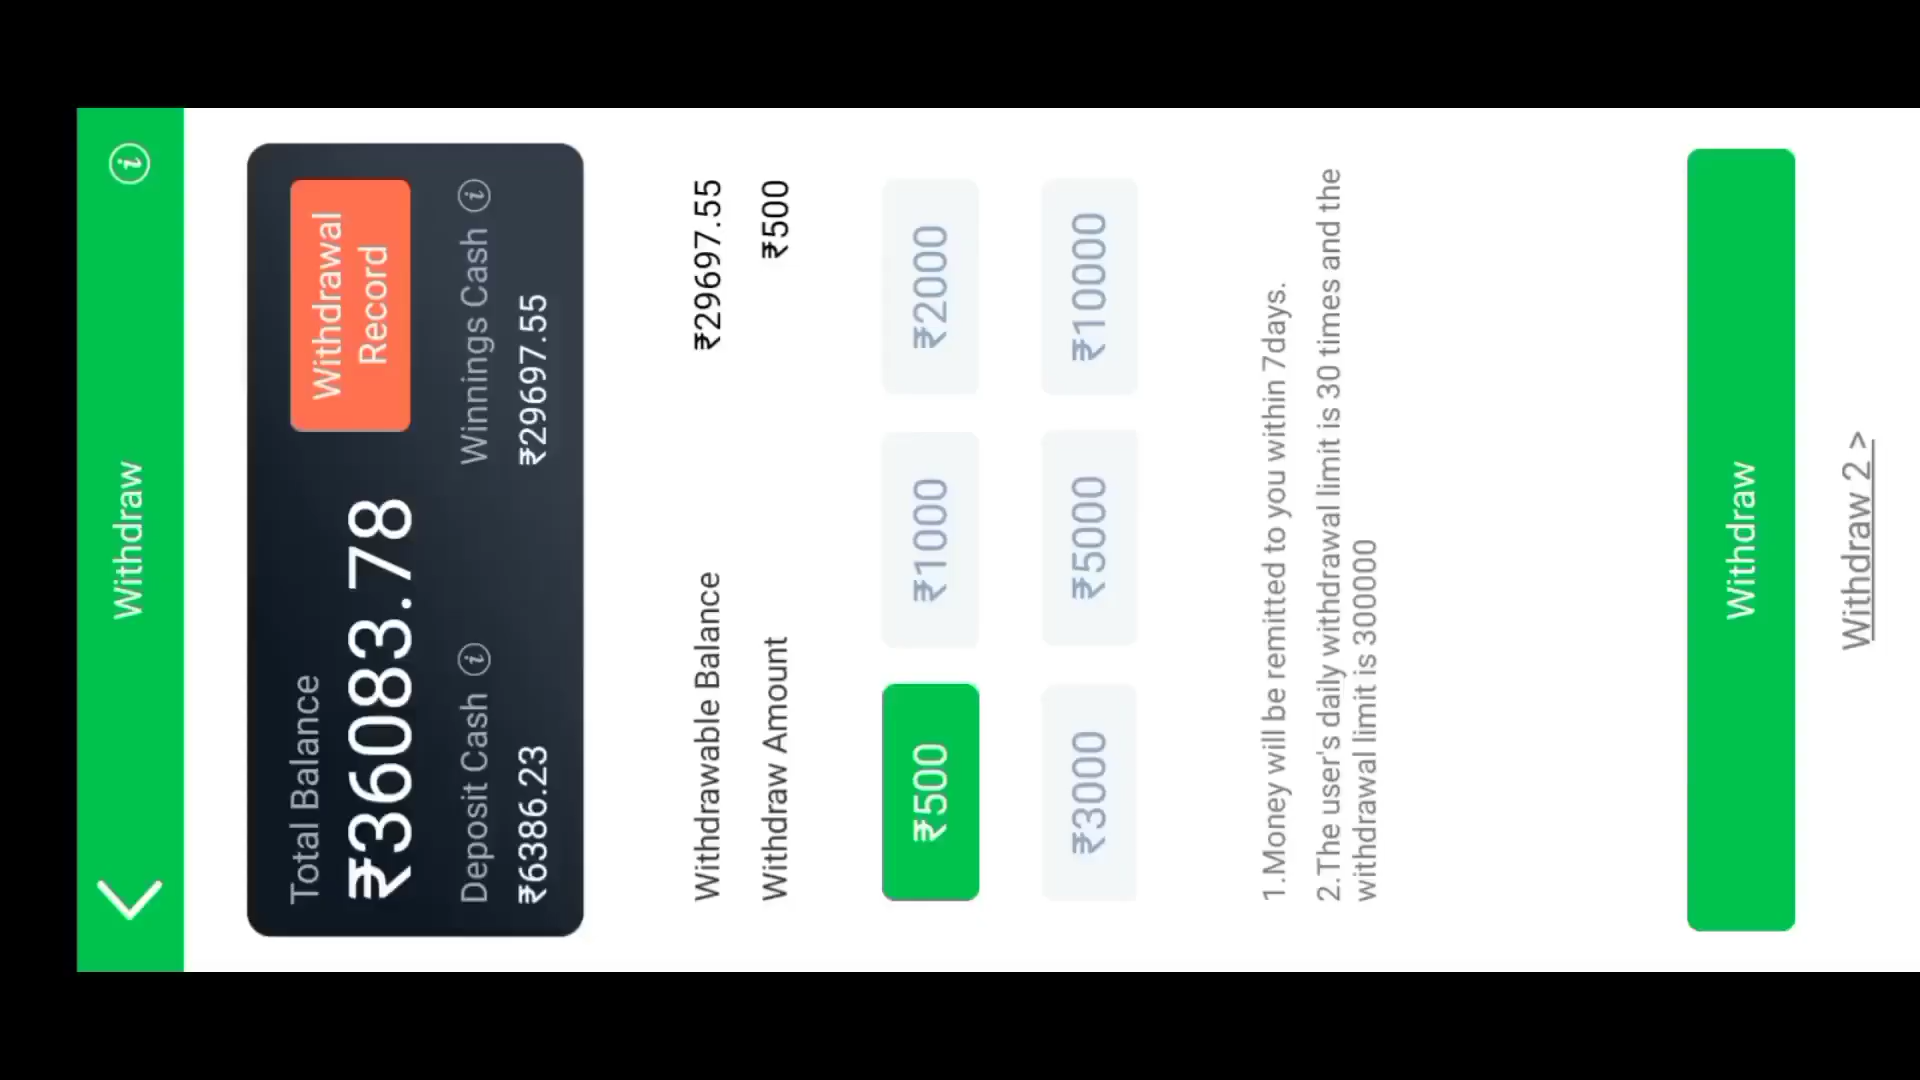 Withdraw
Total Balance
₹36083.78
Withdrawal
Record
Deposit Cash
Winnings Cash
₹6386.23
₹29697.55
Withdrawable Balance
₹29697.55
Withdraw Amount
₹500
₹500
₹1000
₹2000
₹3000
₹5000
₹10000
1.Money will be remitted to you within 7days.
2.The user's daily withdrawal limit is 30 times and the
withdrawal limit is 300000
Withdraw
Withdraw 2 >